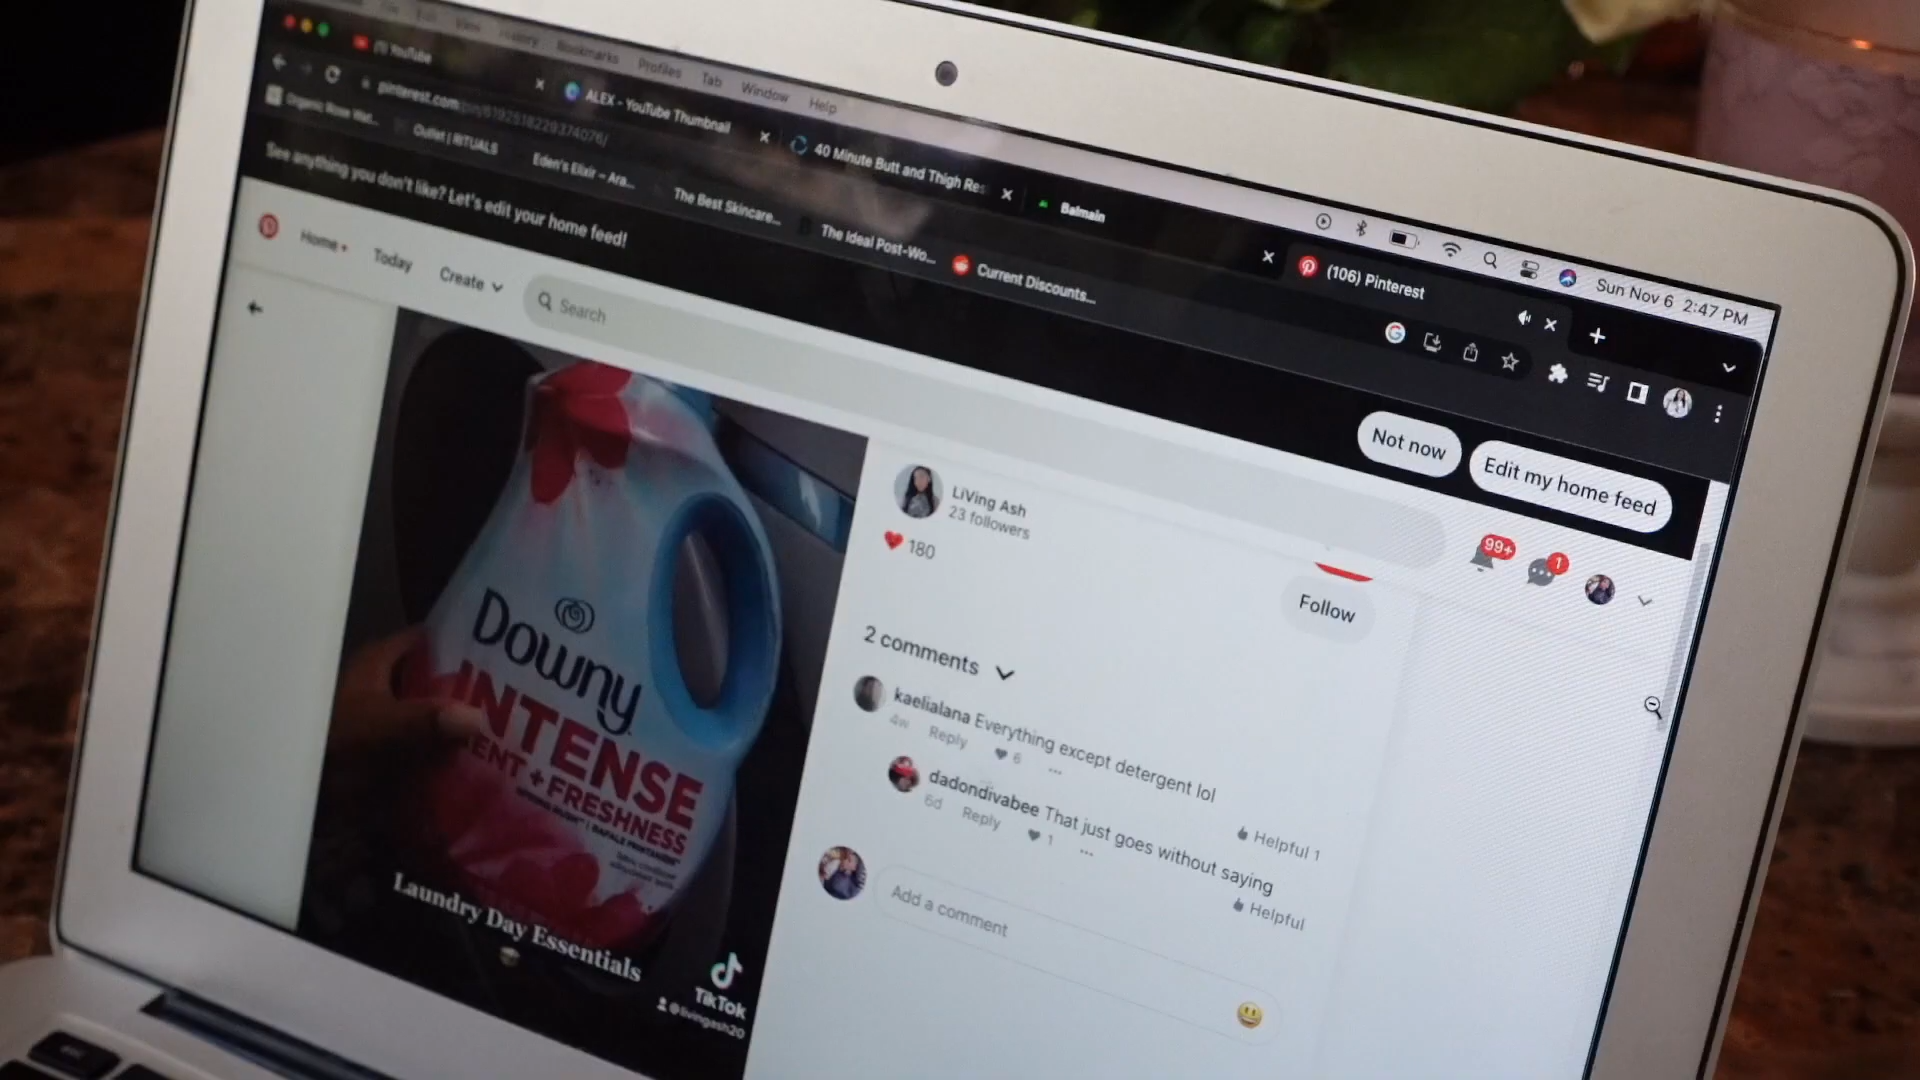 View History Bookmarks Profiles Tab Window Help
Sun Nov 6 2:47 PM
(1) YouTube
ALEX - YouTube Thumbnail
40 Minute Butt and Thigh Res
Balmain
(106) Pinterest
pinterest.com
Organic Rose Wat...
Outlet | RITUALS
Eden's Elixir – Ara...
The Best Skincare...
The Ideal Post-Wo...
Current Discounts...
See anything you don't like? Let's edit your home feed!
Not now
Edit my home feed
Home
Today
Create
Search
99+
1
Downy
INTENSE
ENT + FRESHNESS
Laundry Day Essentials
TikTok
@livingash20
LiVing Ash
23 followers
180
Follow
2 comments
kaelialana Everything except detergent lol
4w Reply 6 ... Helpful 1
dadondivabee That just goes without saying
6d Reply 1 ... Helpful
Add a comment